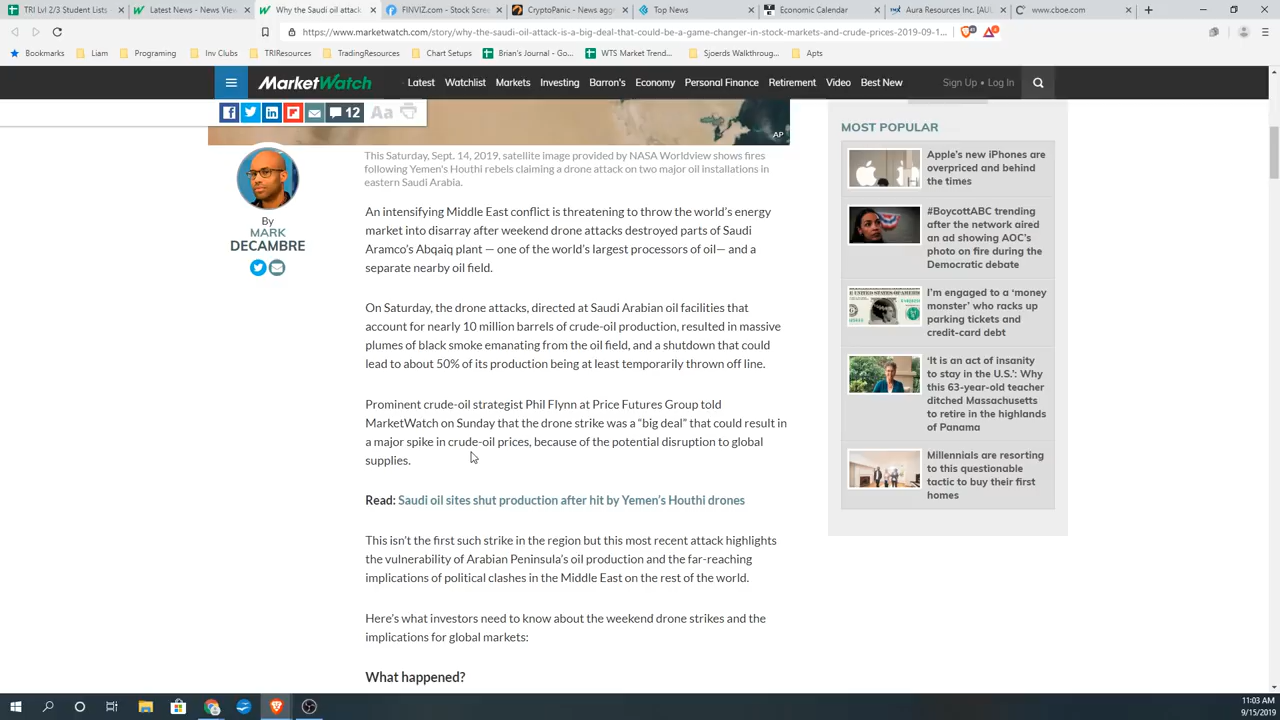 TRI Lvl 2/3 Student Lists
Latest News - News View
Why the Saudi oil attack
FINVIZ.com - Stock Scree
CryptoPanic - News aggr
Top News
Economic Calendar
Aura Resources Inc. [AU
www.cboe.com
https://www.marketwatch.com/story/why-the-saudi-oil-attack-is-a-big-deal-that-could-be-a-game-changer-in-stock-markets-and-crude-prices-2019-09-1...
Bookmarks
Liam
Programing
Inv Clubs
TRIResources
TradingResources
Chart Setups
Brian's Journal - Go...
WTS Market Trend...
Sjoerds Walkthroug...
Apts
MarketWatch
Latest
Watchlist
Markets
Investing
Barron's
Economy
Personal Finance
Retirement
Video
Best New
Sign Up • Log In
12
Aa
AP
This Saturday, Sept. 14, 2019, satellite image provided by NASA Worldview shows fires
following Yemen's Houthi rebels claiming a drone attack on two major oil installations in
eastern Saudi Arabia.
By
MARK
DECAMBRE
An intensifying Middle East conflict is threatening to throw the world's energy
market into disarray after weekend drone attacks destroyed parts of Saudi
Aramco's Abqaiq plant — one of the world's largest processors of oil— and a
separate nearby oil field.
On Saturday, the drone attacks, directed at Saudi Arabian oil facilities that
account for nearly 10 million barrels of crude-oil production, resulted in massive
plumes of black smoke emanating from the oil field, and a shutdown that could
lead to about 50% of its production being at least temporarily thrown off line.
Prominent crude-oil strategist Phil Flynn at Price Futures Group told
MarketWatch on Sunday that the drone strike was a “big deal” that could result in
a major spike in crude-oil prices, because of the potential disruption to global
supplies.
Read: Saudi oil sites shut production after hit by Yemen's Houthi drones
This isn't the first such strike in the region but this most recent attack highlights
the vulnerability of Arabian Peninsula's oil production and the far-reaching
implications of political clashes in the Middle East on the rest of the world.
Here's what investors need to know about the weekend drone strikes and the
implications for global markets:
What happened?
MOST POPULAR
Apple's new iPhones are
overpriced and behind
the times
#BoycottABC trending
after the network aired
an ad showing AOC's
photo on fire during the
Democratic debate
I'm engaged to a ‘money
monster’ who racks up
parking tickets and
credit-card debt
‘It is an act of insanity
to stay in the U.S.’: Why
this 63-year-old teacher
ditched Massachusetts
to retire in the highlands
of Panama
Millennials are resorting
to this questionable
tactic to buy their first
homes
11:03 AM
9/15/2019